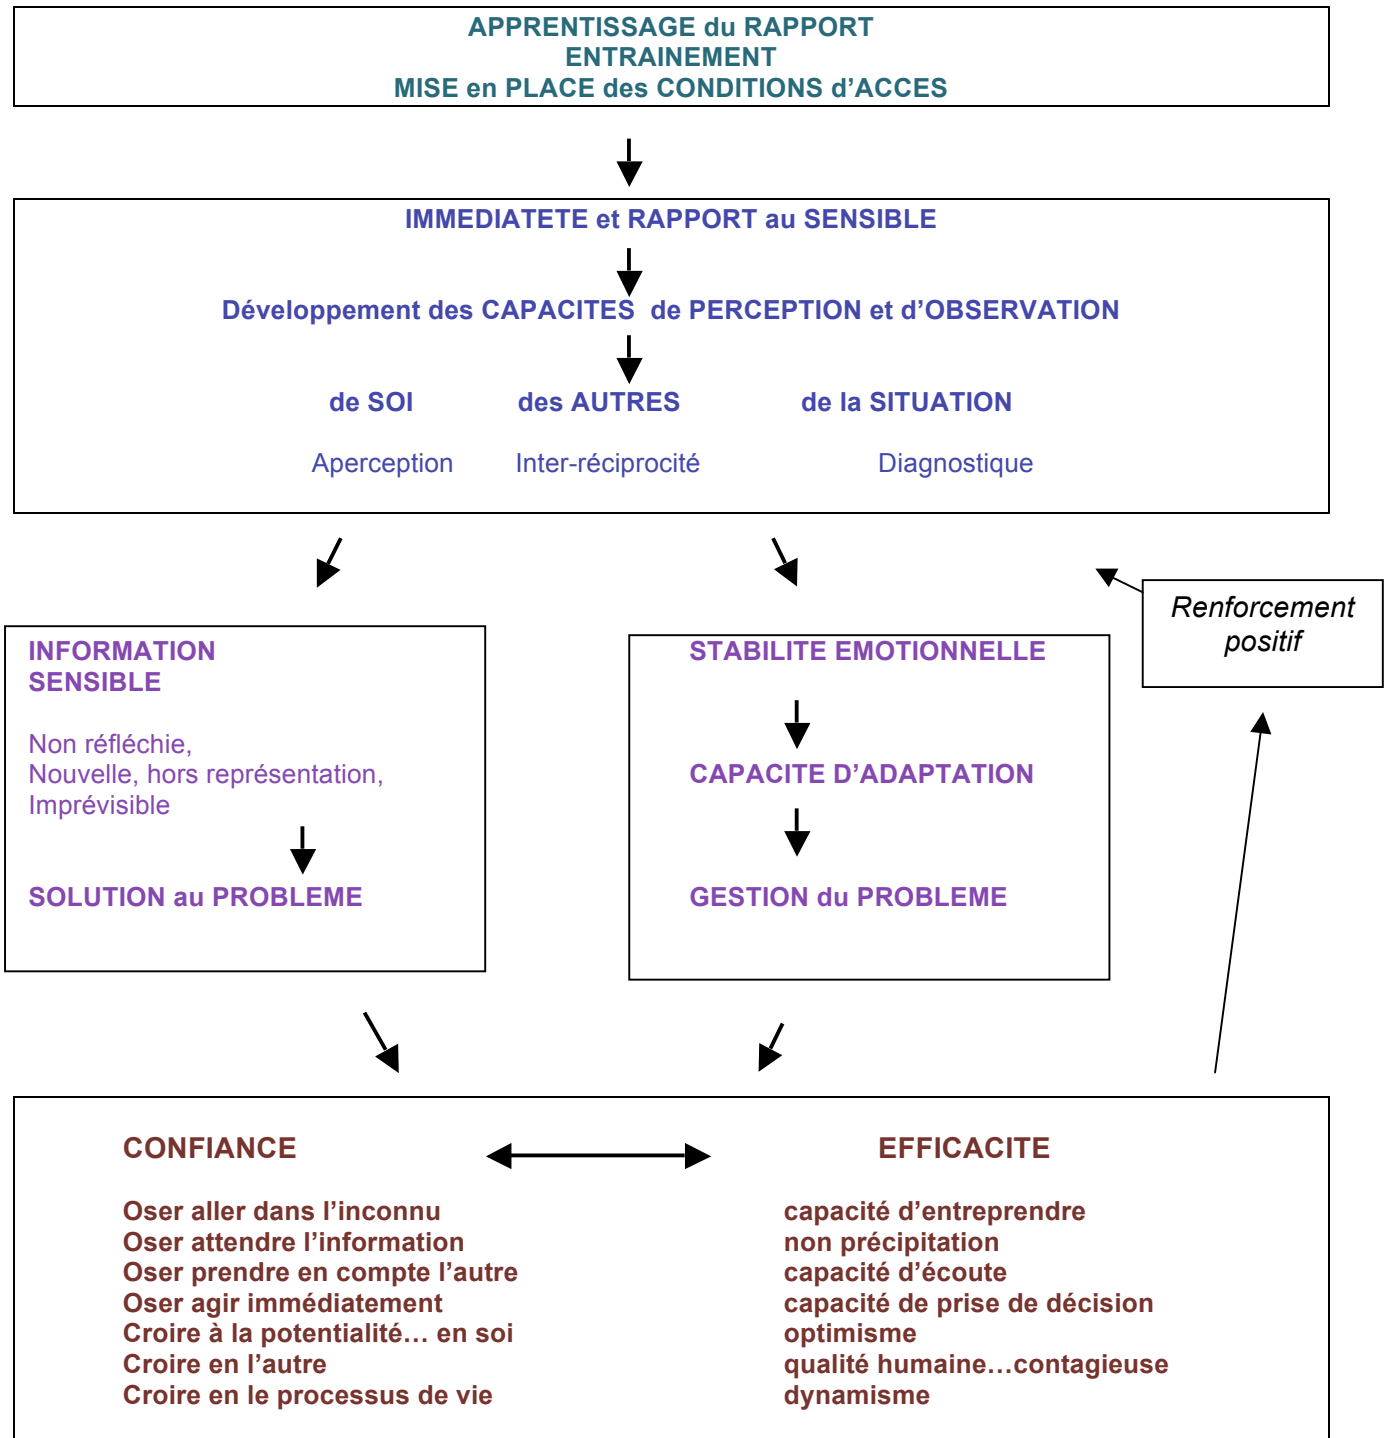 APPRENTISSAGE du RAPPORT
ENTRAINEMENT
MISE en PLACE des CONDITIONS d'ACCES
IMMEDIATETE et RAPPORT au SENSIBLE
Développement des CAPACITES de PERCEPTION et d'OBSERVATION
de SOI des AUTRES de la SITUATION
Aperception Inter-réciprocité Diagnostique
Renforcement
positif
INFORMATION
SENSIBLE
Non réfléchie,
Nouvelle, hors représentation,
Imprévisible
SOLUTION au PROBLEME
STABILITE EMOTIONNELLE
CAPACITE D'ADAPTATION
GESTION du PROBLEME
CONFIANCE EFFICACITE
Oser aller dans l'inconnu capacité d'entreprendre
Oser attendre l'information non précipitation
Oser prendre en compte l'autre capacité d'écoute
Oser agir immédiatement capacité de prise de décision
Croire à la potentialité… en soi optimisme
Croire en l'autre qualité humaine…contagieuse
Croire en le processus de vie dynamisme